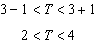 3 − 1 < T < 3 + 1
2 < T < 4